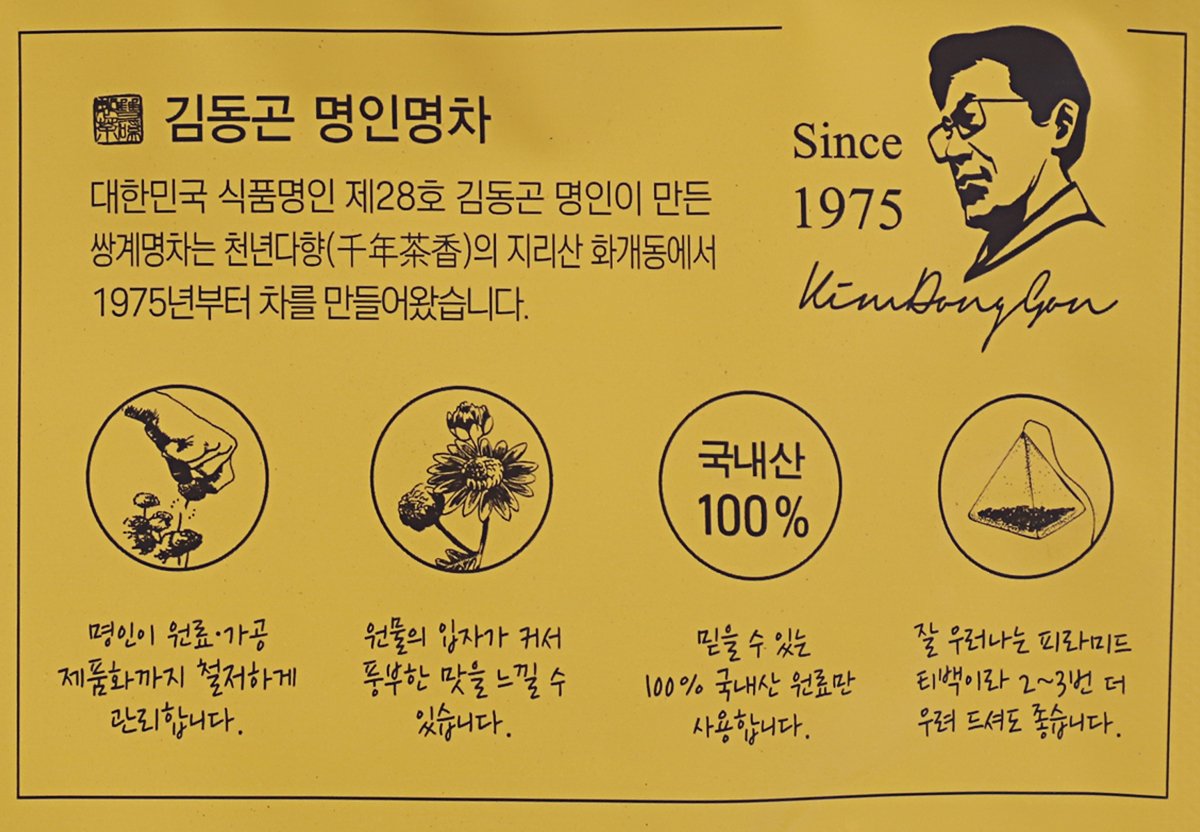 김동곤 명인명차
대한민국 식품명인 제28호 김동곤 명인이 만든
쌍계명차는 천년다향(千年茶香)의 지리산 화개동에서
1975년부터 차를 만들어왔습니다.
Since
1975
Kim Dong Gon
명인이 원료·가공
제품화까지 철저하게
관리합니다.
원물의 입자가 커서
풍부한 맛을 느낄 수
있습니다.
국내산
100%
믿을 수 있는
100% 국내산 원료만
사용합니다.
잘 우러나는 피라미드
티백이라 2~3번 더
우려 드셔도 좋습니다.